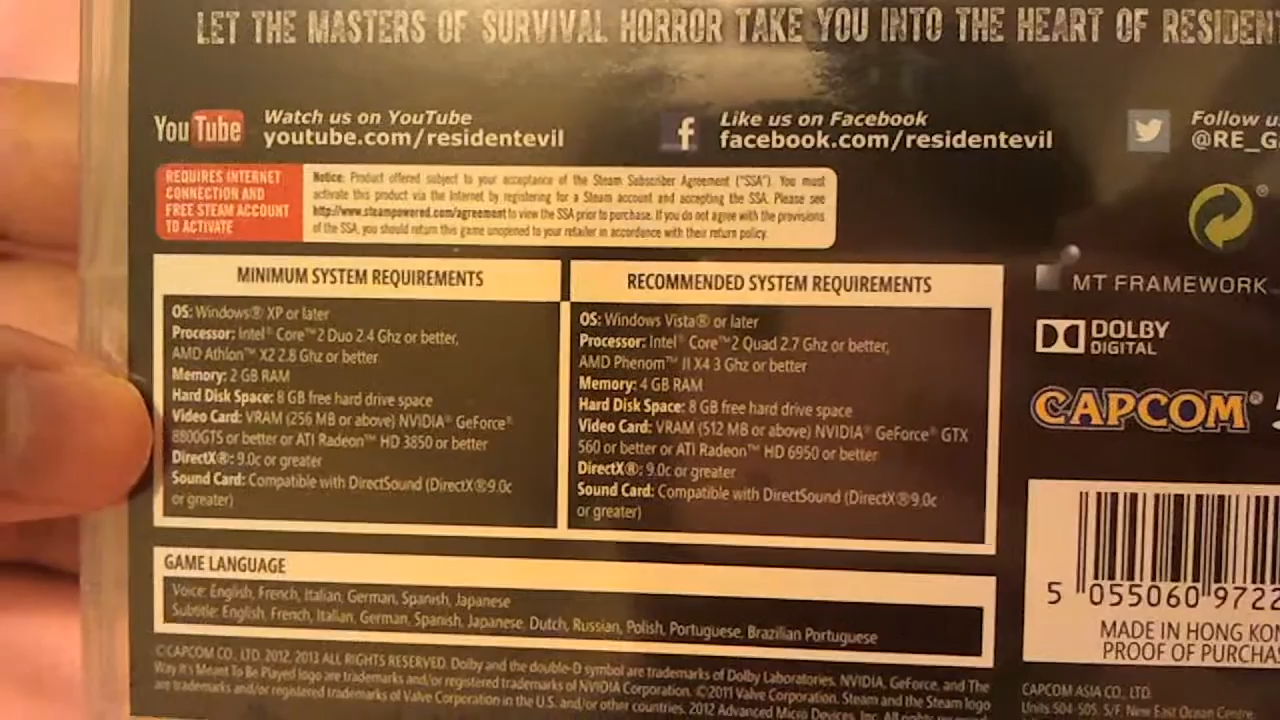 LET THE MASTERS OF SURVIVAL HORROR TAKE YOU INTO THE HEART OF RESIDEN
YouTube
Watch us on YouTube
youtube.com/residentevil
f
Like us on Facebook
facebook.com/residentevil
Follow u
@RE_G
REQUIRES INTERNET
CONNECTION AND
FREE STEAM ACCOUNT
TO ACTIVATE
Notice: Product offered subject to your acceptance of the Steam Subscriber Agreement ("SSA"). You must
activate this product via the Internet by registering for a Steam account and accepting the SSA. Please see
http://www.steampowered.com/agreement to view the SSA prior to purchase. If you do not agree with the provisions
of the SSA, you should return this game unopened to your retailer in accordance with their return policy.
MINIMUM SYSTEM REQUIREMENTS
OS: Windows® XP or later
Processor: Intel® Core™2 Duo 2.4 Ghz or better,
AMD Athlon™ X2 2.8 Ghz or better
Memory: 2 GB RAM
Hard Disk Space: 8 GB free hard drive space
Video Card: VRAM (256 MB or above) NVIDIA® GeForce®
8800GTS or better or ATI Radeon™ HD 3850 or better
DirectX®: 9.0c or greater
Sound Card: Compatible with DirectSound (DirectX®9.0c
or greater)
RECOMMENDED SYSTEM REQUIREMENTS
OS: Windows Vista® or later
Processor: Intel® Core™2 Quad 2.7 Ghz or better,
AMD Phenom™ II X4 3 Ghz or better
Memory: 4 GB RAM
Hard Disk Space: 8 GB free hard drive space
Video Card: VRAM (512 MB or above) NVIDIA® GeForce® GTX
560 or better or ATI Radeon™ HD 6950 or better
DirectX®: 9.0c or greater
Sound Card: Compatible with DirectSound (DirectX®9.0c
or greater)
®
MT FRAMEWORK
DOLBY
DIGITAL
CAPCOM®
GAME LANGUAGE
Voice: English, French, Italian, German, Spanish, Japanese
Subtitle: English, French, Italian, German, Spanish, Japanese, Dutch, Russian, Polish, Portuguese, Brazilian Portuguese
5 055060 9722
MADE IN HONG KON
PROOF OF PURCHA
©CAPCOM CO., LTD. 2012, 2013 ALL RIGHTS RESERVED. Dolby and the double-D symbol are trademarks of Dolby Laboratories. NVIDIA, GeForce, and The
Way It's Meant To Be Played logo are trademarks and/or registered trademarks of NVIDIA Corporation. ©2011 Valve Corporation. Steam and the Steam logo
are trademarks and/or registered trademarks of Valve Corporation in the U.S. and/or other countries. 2012 Advanced Micro Devices, Inc. All rights
CAPCOM ASIA CO., LTD.
Units 504-505, 5/F, New East Ocean Centre,